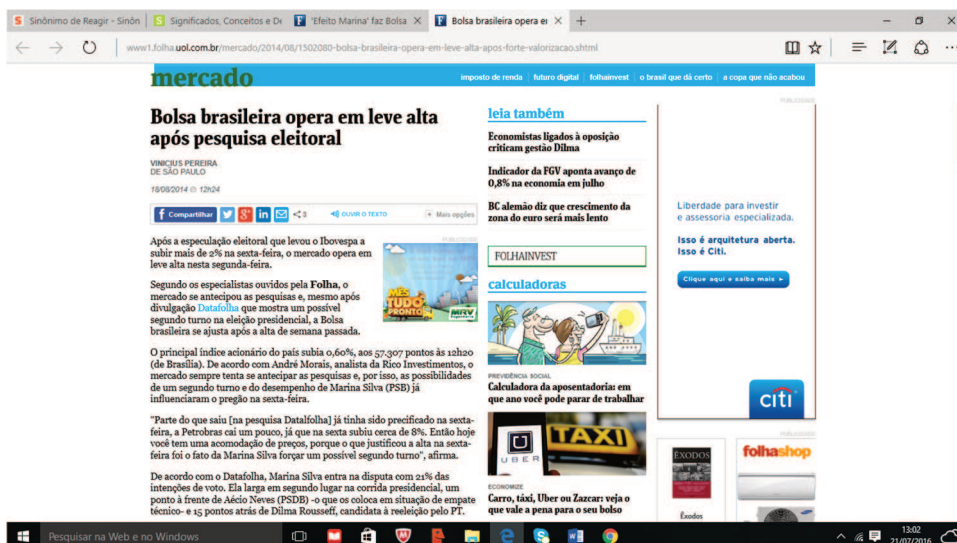 Sinônimo de Reagir - Sinôn
Significados, Conceitos e De
'Efeito Marina' faz Bolsa
Bolsa brasileira opera er
www1.folha.uol.com.br/mercado/2014/08/1502080-bolsa-brasileira-opera-em-leve-alta-apos-forte-valorizacao.shtml
mercado
imposto de renda | futuro digital | folhainvest | o brasil que dá certo | a copa que não acabou
Bolsa brasileira opera em leve alta
após pesquisa eleitoral
VINICIUS PEREIRA
DE SÃO PAULO
18/08/2014 12h24
Compartilhar
g+
in
3
OUVIR O TEXTO
+ Mais opções
Após a especulação eleitoral que levou o Ibovespa a
subir mais de 2% na sexta-feira, o mercado opera em
leve alta nesta segunda-feira.
Segundo os especialistas ouvidos pela Folha, o
mercado se antecipou as pesquisas e, mesmo após
divulgação Datafolha que mostra um possível
segundo turno na eleição presidencial, a Bolsa
brasileira se ajusta após a alta de semana passada.
PUBLICIDADE
MÊS
TUDO
PRONTO
MRV
Engenharia
O principal índice acionário do país subia 0,60%, aos 57.307 pontos às 12h20
(de Brasília). De acordo com André Morais, analista da Rico Investimentos, o
mercado sempre tenta se antecipar as pesquisas e, por isso, as possibilidades
de um segundo turno e do desempenho de Marina Silva (PSB) já
influenciaram o pregão na sexta-feira.
"Parte do que saiu [na pesquisa Datalfolha] já tinha sido precificado na sexta-
feira, a Petrobras cai um pouco, já que na sexta subiu cerca de 8%. Então hoje
você tem uma acomodação de preços, porque o que justificou a alta na sexta-
feira foi o fato da Marina Silva forçar um possível segundo turno", afirma.
De acordo com o Datafolha, Marina Silva entra na disputa com 21% das
intenções de voto. Ela larga em segundo lugar na corrida presidencial, um
ponto à frente de Aécio Neves (PSDB) -o que os coloca em situação de empate
técnico- e 15 pontos atrás de Dilma Rousseff, candidata à reeleição pelo PT.
leia também
Economistas ligados à oposição
criticam gestão Dilma
Indicador da FGV aponta avanço de
0,8% na economia em julho
BC alemão diz que crescimento da
zona do euro será mais lento
FOLHAINVEST
calculadoras
PREVIDÊNCIA SOCIAL
Calculadora da aposentadoria: em
que ano você pode parar de trabalhar
U
UBER
TAXI
ECONOMIZE
Carro, táxi, Uber ou Zazcar: veja o
que vale a pena para o seu bolso
PUBLICIDADE
Liberdade para investir
e assessoria especializada.
Isso é arquitetura aberta.
Isso é Citi.
Clique aqui e saiba mais
citi
PUBLICIDADE
ÊXODOS
Êxodos
folhashop
Pesquisar na Web e no Windows
13:02
21/07/2016